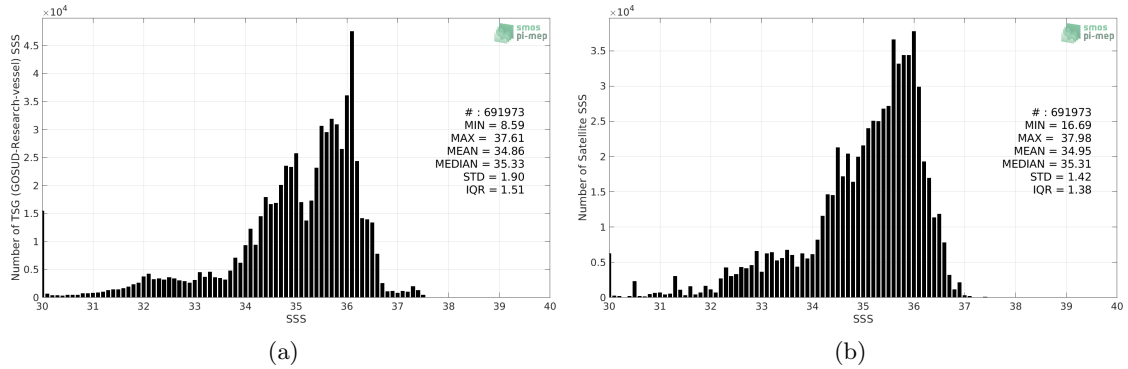 ×10⁴
smos
pi-mep
Number of TSG (GOSUD-Research-vessel) SSS
4.5
4
3.5
3
2.5
2
1.5
1
0.5
0
# : 691973
MIN = 8.59
MAX = 37.61
MEAN = 34.86
MEDIAN = 35.33
STD = 1.90
IQR = 1.51
30 31 32 33 34 35 36 37 38 39 40
SSS
(a)
×10⁴
smos
pi-mep
Number of Satellite SSS
3.5
3
2.5
2
1.5
1
0.5
0
# : 691973
MIN = 16.69
MAX = 37.98
MEAN = 34.95
MEDIAN = 35.31
STD = 1.42
IQR = 1.38
30 31 32 33 34 35 36 37 38 39 40
SSS
(b)